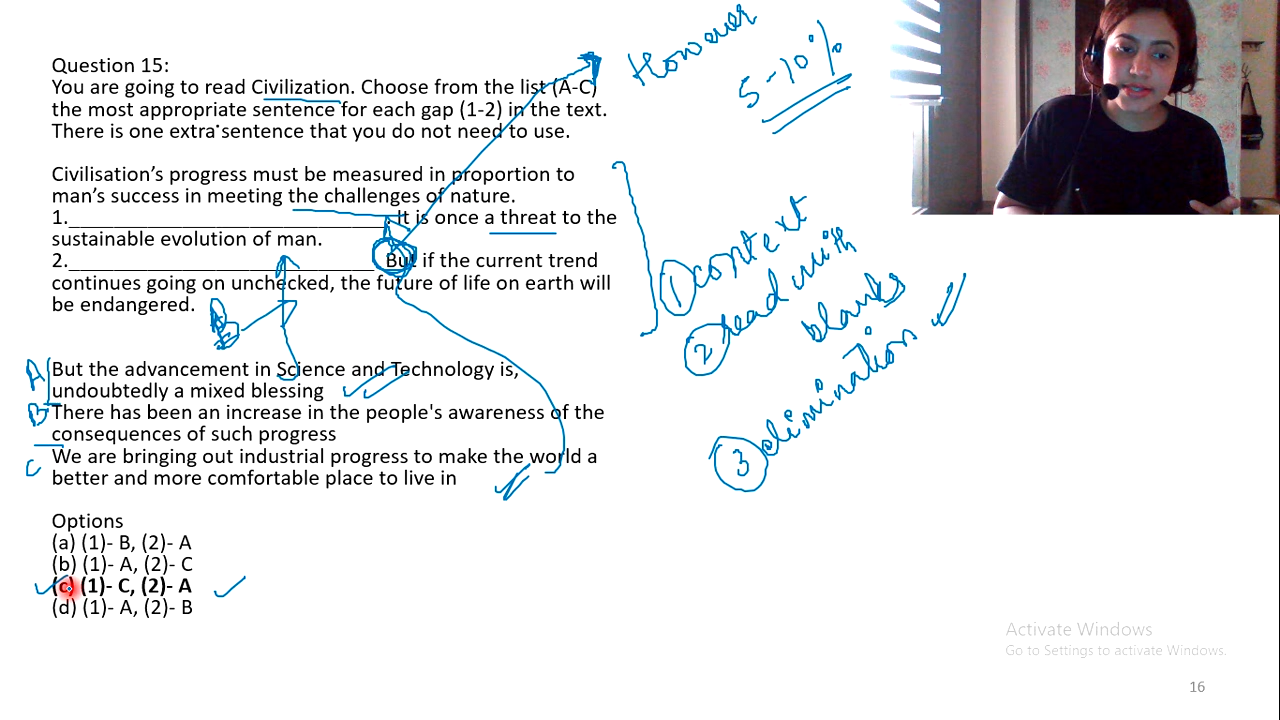 Question 15:
You are going to read Civilization. Choose from the list (A-C)
the most appropriate sentence for each gap (1-2) in the text.
There is one extra sentence that you do not need to use.
Civilisation's progress must be measured in proportion to
man's success in meeting the challenges of nature.
1.______________________________. It is once a threat to the
sustainable evolution of man.
2.____________________________ But if the current trend
continues going on unchecked, the future of life on earth will
be endangered.
B
A But the advancement in Science and Technology is,
undoubtedly a mixed blessing
B There has been an increase in the people's awareness of the
consequences of such progress
C We are bringing out industrial progress to make the world a
better and more comfortable place to live in
Options
(a) (1)- B, (2)- A
(b) (1)- A, (2)- C
(c) (1)- C, (2)- A
(d) (1)- A, (2)- B
However
5-10%
1 context
2 read with
blanks
3 elimination
Activate Windows
Go to Settings to activate Windows.
16